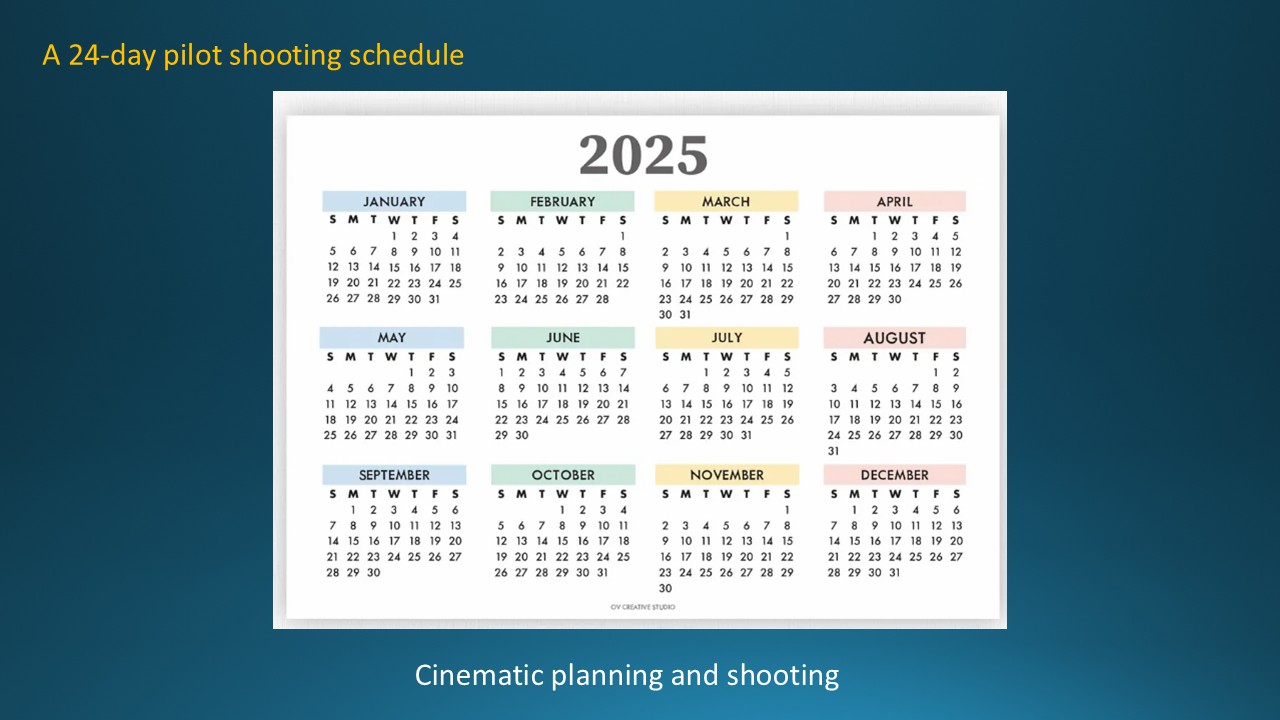 A 24-day pilot shooting schedule
2025
JANUARY FEBRUARY MARCH APRIL
S M T W T F S S M T W T F S S M T W T F S S M T W T F S
1 2 3 4 1 1 1 2 3 4 5
5 6 7 8 9 10 11 2 3 4 5 6 7 8 2 3 4 5 6 7 8 6 7 8 9 10 11 12
12 13 14 15 16 17 18 9 10 11 12 13 14 15 9 10 11 12 13 14 15 13 14 15 16 17 18 19
19 20 21 22 23 24 25 16 17 18 19 20 21 22 16 17 18 19 20 21 22 20 21 22 23 24 25 26
26 27 28 29 30 31 23 24 25 26 27 28 23 24 25 26 27 28 29 27 28 29 30
30 31
MAY JUNE JULY AUGUST
S M T W T F S S M T W T F S S M T W T F S S M T W T F S
1 2 3 1 2 3 4 5 6 7 1 2 3 4 5 1 2
4 5 6 7 8 9 10 8 9 10 11 12 13 14 6 7 8 9 10 11 12 3 4 5 6 7 8 9
11 12 13 14 15 16 17 15 16 17 18 19 20 21 13 14 15 16 17 18 19 10 11 12 13 14 15 16
18 19 20 21 22 23 24 22 23 24 25 26 27 28 20 21 22 23 24 25 26 17 18 19 20 21 22 23
25 26 27 28 29 30 31 29 30 27 28 29 30 31 24 25 26 27 28 29 30
31
SEPTEMBER OCTOBER NOVEMBER DECEMBER
S M T W T F S S M T W T F S S M T W T F S S M T W T F S
1 2 3 4 5 6 1 2 3 4 1 1 2 3 4 5 6
7 8 9 10 11 12 13 5 6 7 8 9 10 11 2 3 4 5 6 7 8 7 8 9 10 11 12 13
14 15 16 17 18 19 20 12 13 14 15 16 17 18 9 10 11 12 13 14 15 14 15 16 17 18 19 20
21 22 23 24 25 26 27 19 20 21 22 23 24 25 16 17 18 19 20 21 22 21 22 23 24 25 26 27
28 29 30 26 27 28 29 30 31 23 24 25 26 27 28 29 28 29 30 31
30
©V CREATIVE STUDIO
Cinematic planning and shooting